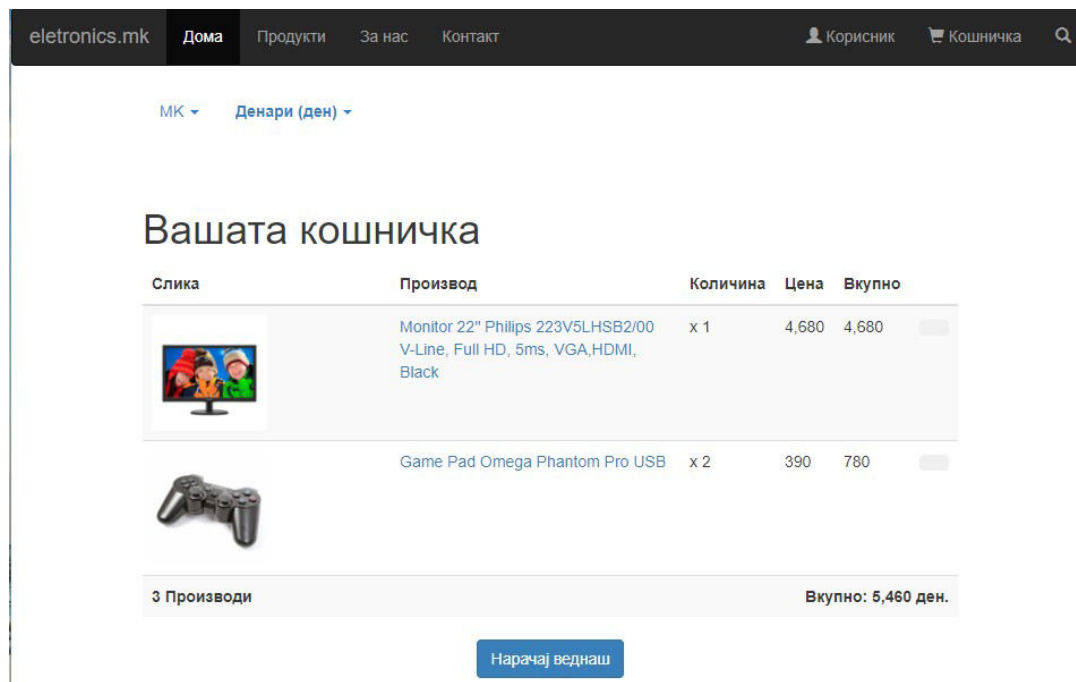 eletronics.mk Дома Продукти За нас Контакт Корисник Кошничка
МК Денари (ден)
Вашата кошничка
Слика Производ Количина Цена Вкупно
Monitor 22" Philips 223V5LHSB2/00 x 1 4,680 4,680
V-Line, Full HD, 5ms, VGA,HDMI,
Black
Game Pad Omega Phantom Pro USB x 2 390 780
3 Производи Вкупно: 5,460 ден.
Нарачај веднаш